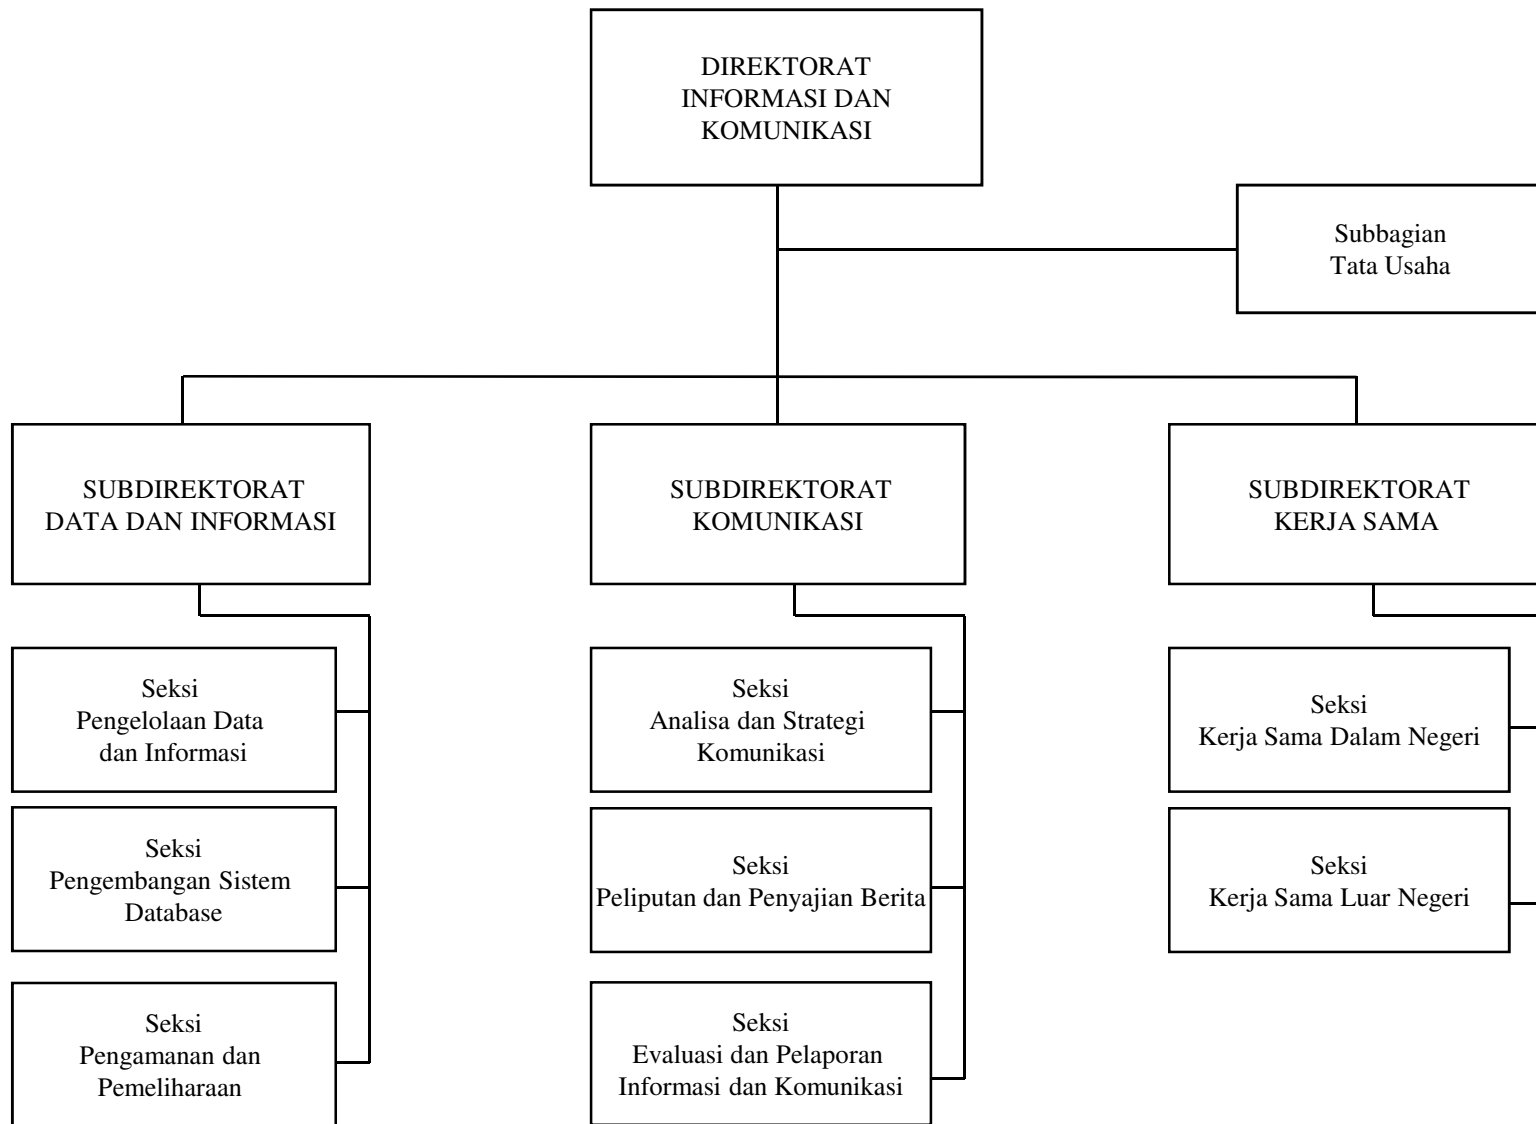 DIREKTORAT
INFORMASI DAN
KOMUNIKASI
Subbagian
Tata Usaha
SUBDIREKTORAT
DATA DAN INFORMASI
SUBDIREKTORAT
KOMUNIKASI
SUBDIREKTORAT
KERJA SAMA
Seksi
Pengelolaan Data
dan Informasi
Seksi
Analisa dan Strategi
Komunikasi
Seksi
Kerja Sama Dalam Negeri
Seksi
Pengembangan Sistem
Database
Seksi
Peliputan dan Penyajian Berita
Seksi
Kerja Sama Luar Negeri
Seksi
Pengamanan dan
Pemeliharaan
Seksi
Evaluasi dan Pelaporan
Informasi dan Komunikasi